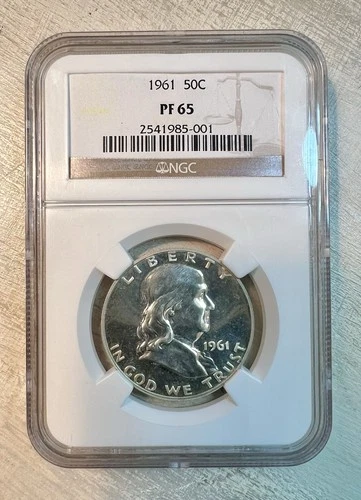 1961 50C
PF 65
2541985-001
NGC
LIBERTY
1961
IN GOD WE TRUST